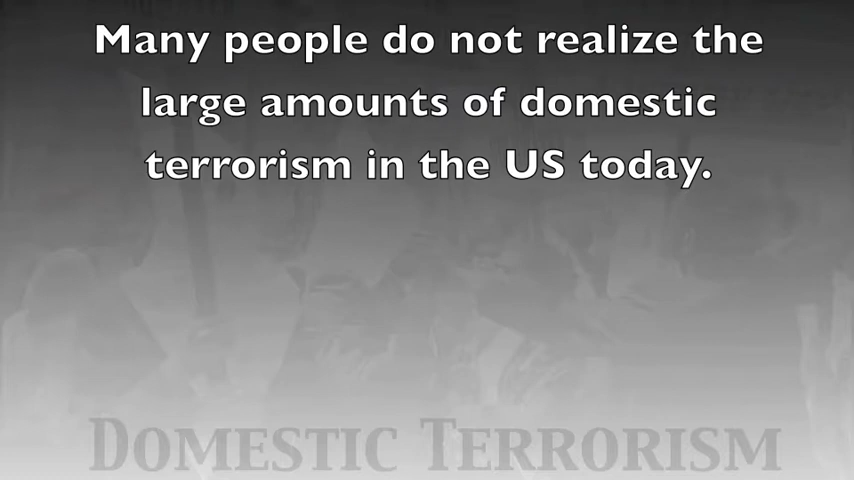 Many people do not realize the
large amounts of domestic
terrorism in the US today.
DOMESTIC TERRORISM